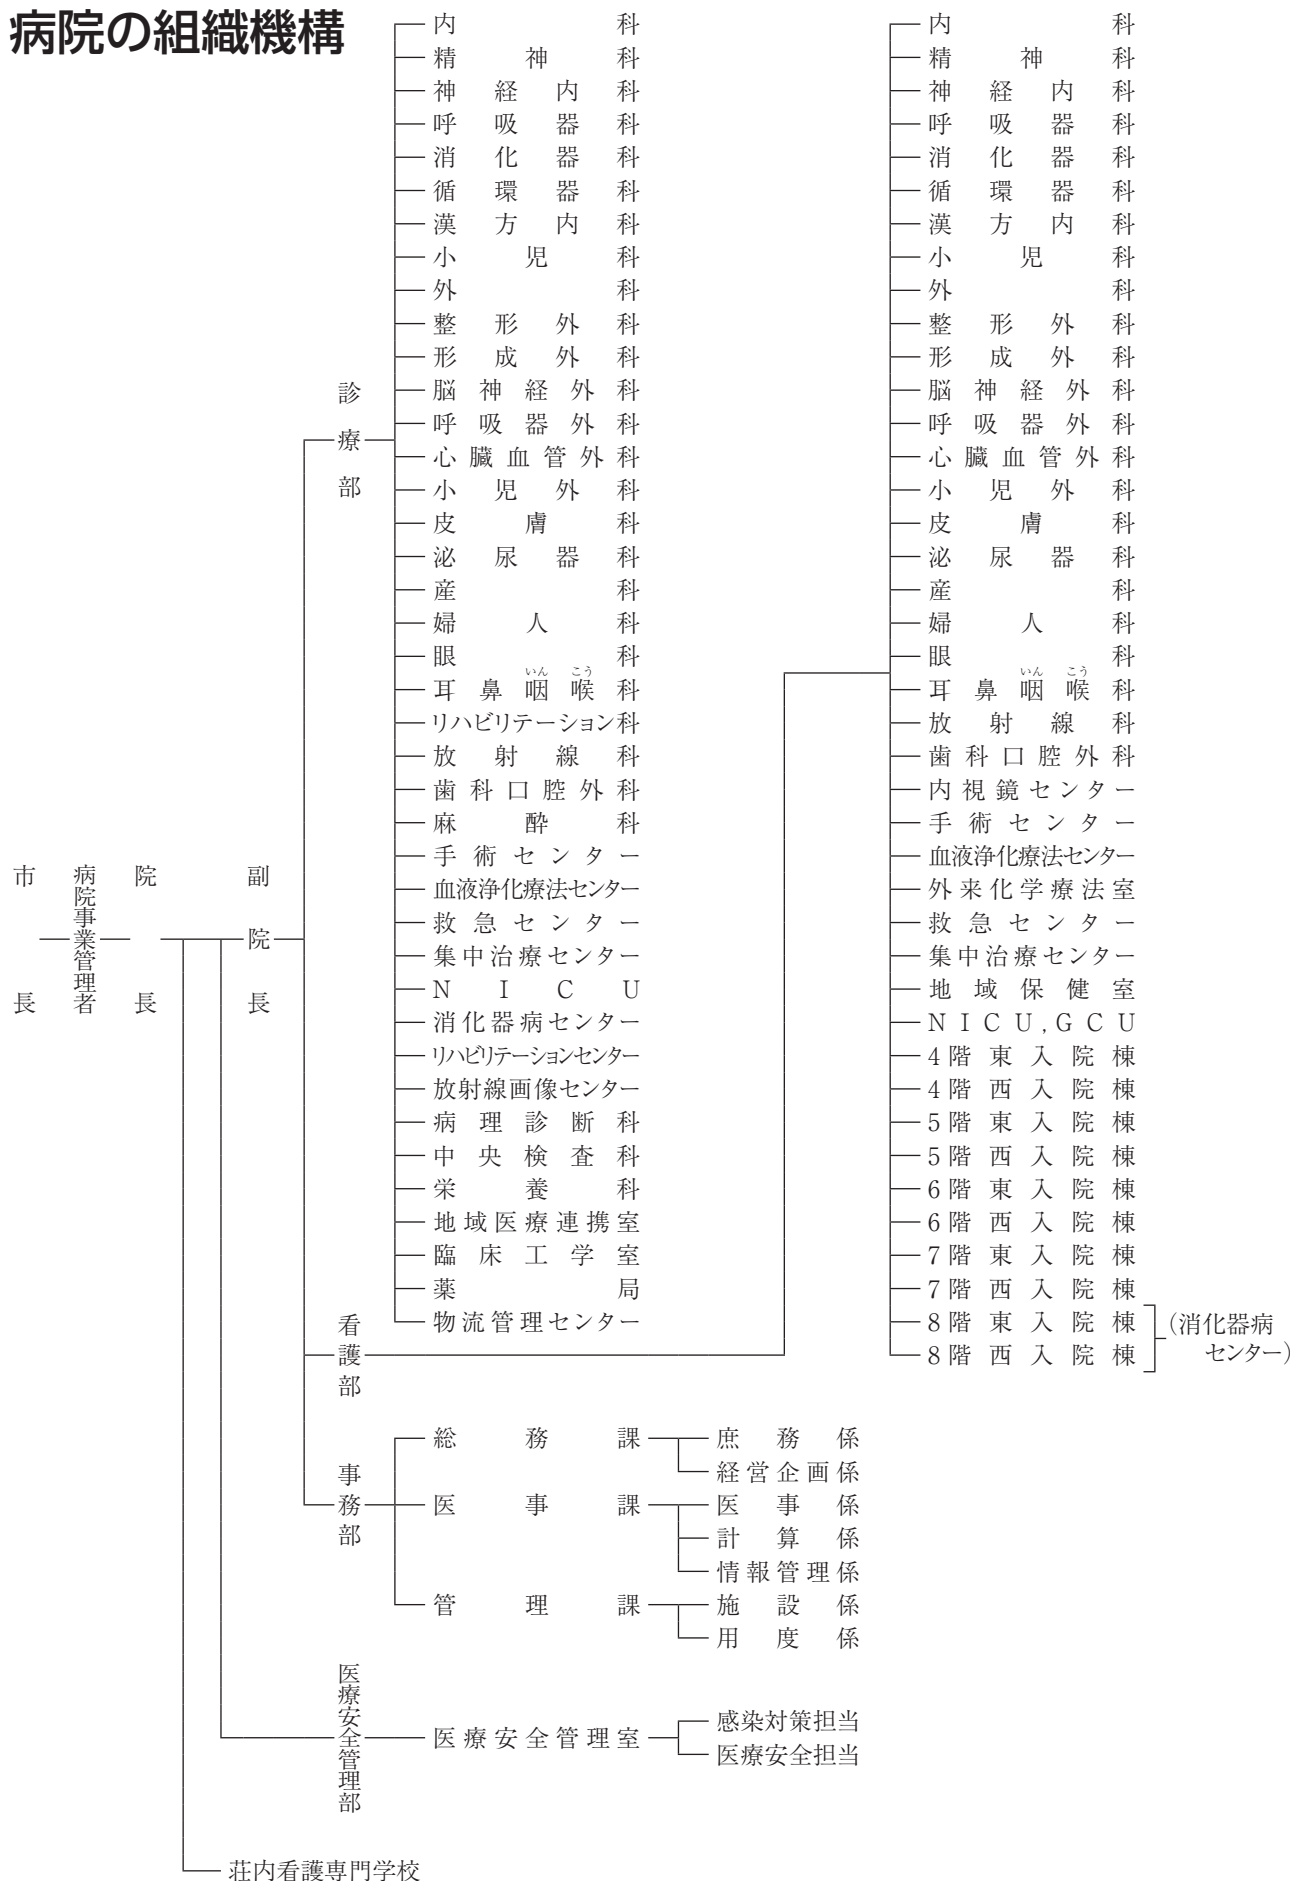 病院の組織機構
市長
病院事業管理者
院長
副院長
診療部
内科
精神科
神経内科
呼吸器科
消化器科
循環器科
漢方内科
小児科
外科
整形外科
形成外科
脳神経外科
呼吸器外科
心臓血管外科
小児外科
皮膚科
泌尿器科
産科
婦人科
眼科
いん こう
耳鼻咽喉科
リハビリテーション科
放射線科
歯科口腔外科
麻酔科
手術センター
血液浄化療法センター
救急センター
集中治療センター
NICU
消化器病センター
リハビリテーションセンター
放射線画像センター
病理診断科
中央検査科
栄養科
地域医療連携室
臨床工学室
薬局
物流管理センター
看護部
内科
精神科
神経内科
呼吸器科
消化器科
循環器科
漢方内科
小児科
外科
整形外科
形成外科
脳神経外科
呼吸器外科
心臓血管外科
小児外科
皮膚科
泌尿器科
産科
婦人科
眼科
いん こう
耳鼻咽喉科
放射線科
歯科口腔外科
内視鏡センター
手術センター
血液浄化療法センター
外来化学療法室
救急センター
集中治療センター
地域保健室
NICU,GCU
4階東入院棟
4階西入院棟
5階東入院棟
5階西入院棟
6階東入院棟
6階西入院棟
7階東入院棟
7階西入院棟
8階東入院棟
8階西入院棟
(消化器病
センター)
事務部
総務課
庶務係
経営企画係
医事課
医事係
計算係
情報管理係
管理課
施設係
用度係
医療安全管理部
医療安全管理室
感染対策担当
医療安全担当
荘内看護専門学校